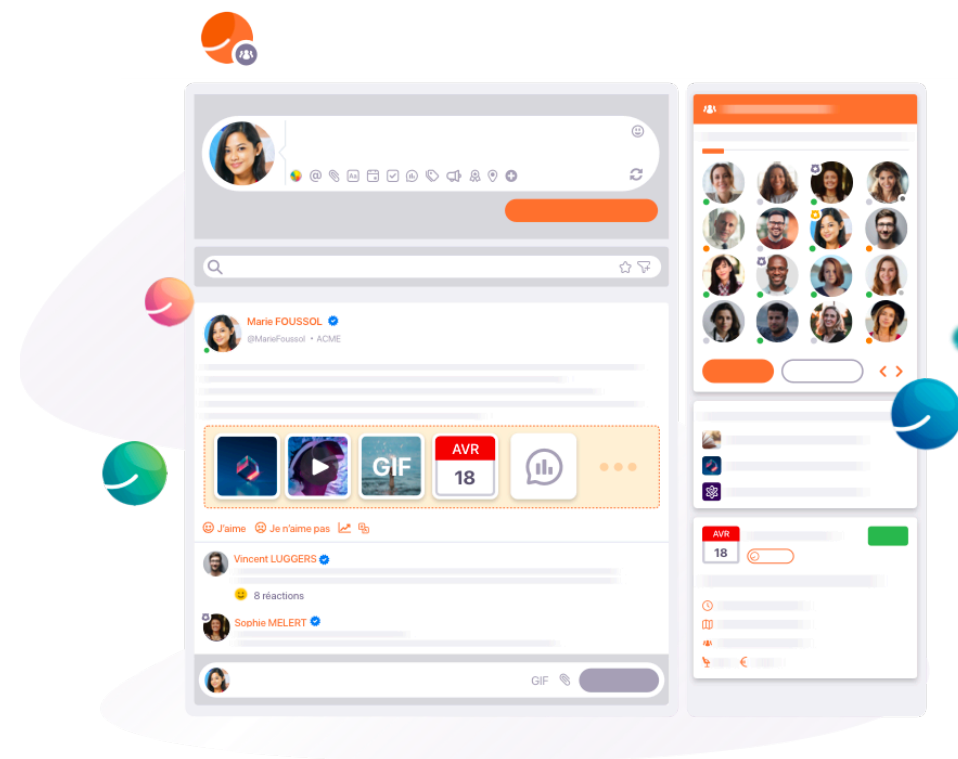 Aa
Marie FOUSSOL
@MarieFoussol • ACME
GIF
AVR
18
J'aime
Je n'aime pas
Vincent LUGGERS
8 réactions
Sophie MELERT
GIF
AVR
18
€